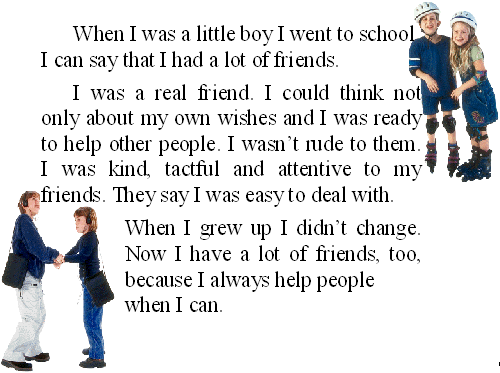 When I was a little boy I went to school
I can say that I had a lot of friends.
I was a real friend. I could think not
only about my own wishes and I was ready
to help other people. I wasn't rude to them.
I was kind, tactful and attentive to my
friends. They say I was easy to deal with.
When I grew up I didn't change.
Now I have a lot of friends, too,
because I always help people
when I can.